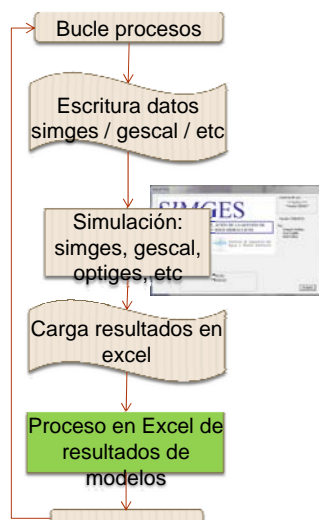 Bucle procesos
Escritura datos
simges / gescal / etc
SIMGES
Simulación:
simges, gescal,
optiges, etc
Carga resultados en
excel
Proceso en Excel de
resultados de
modelos